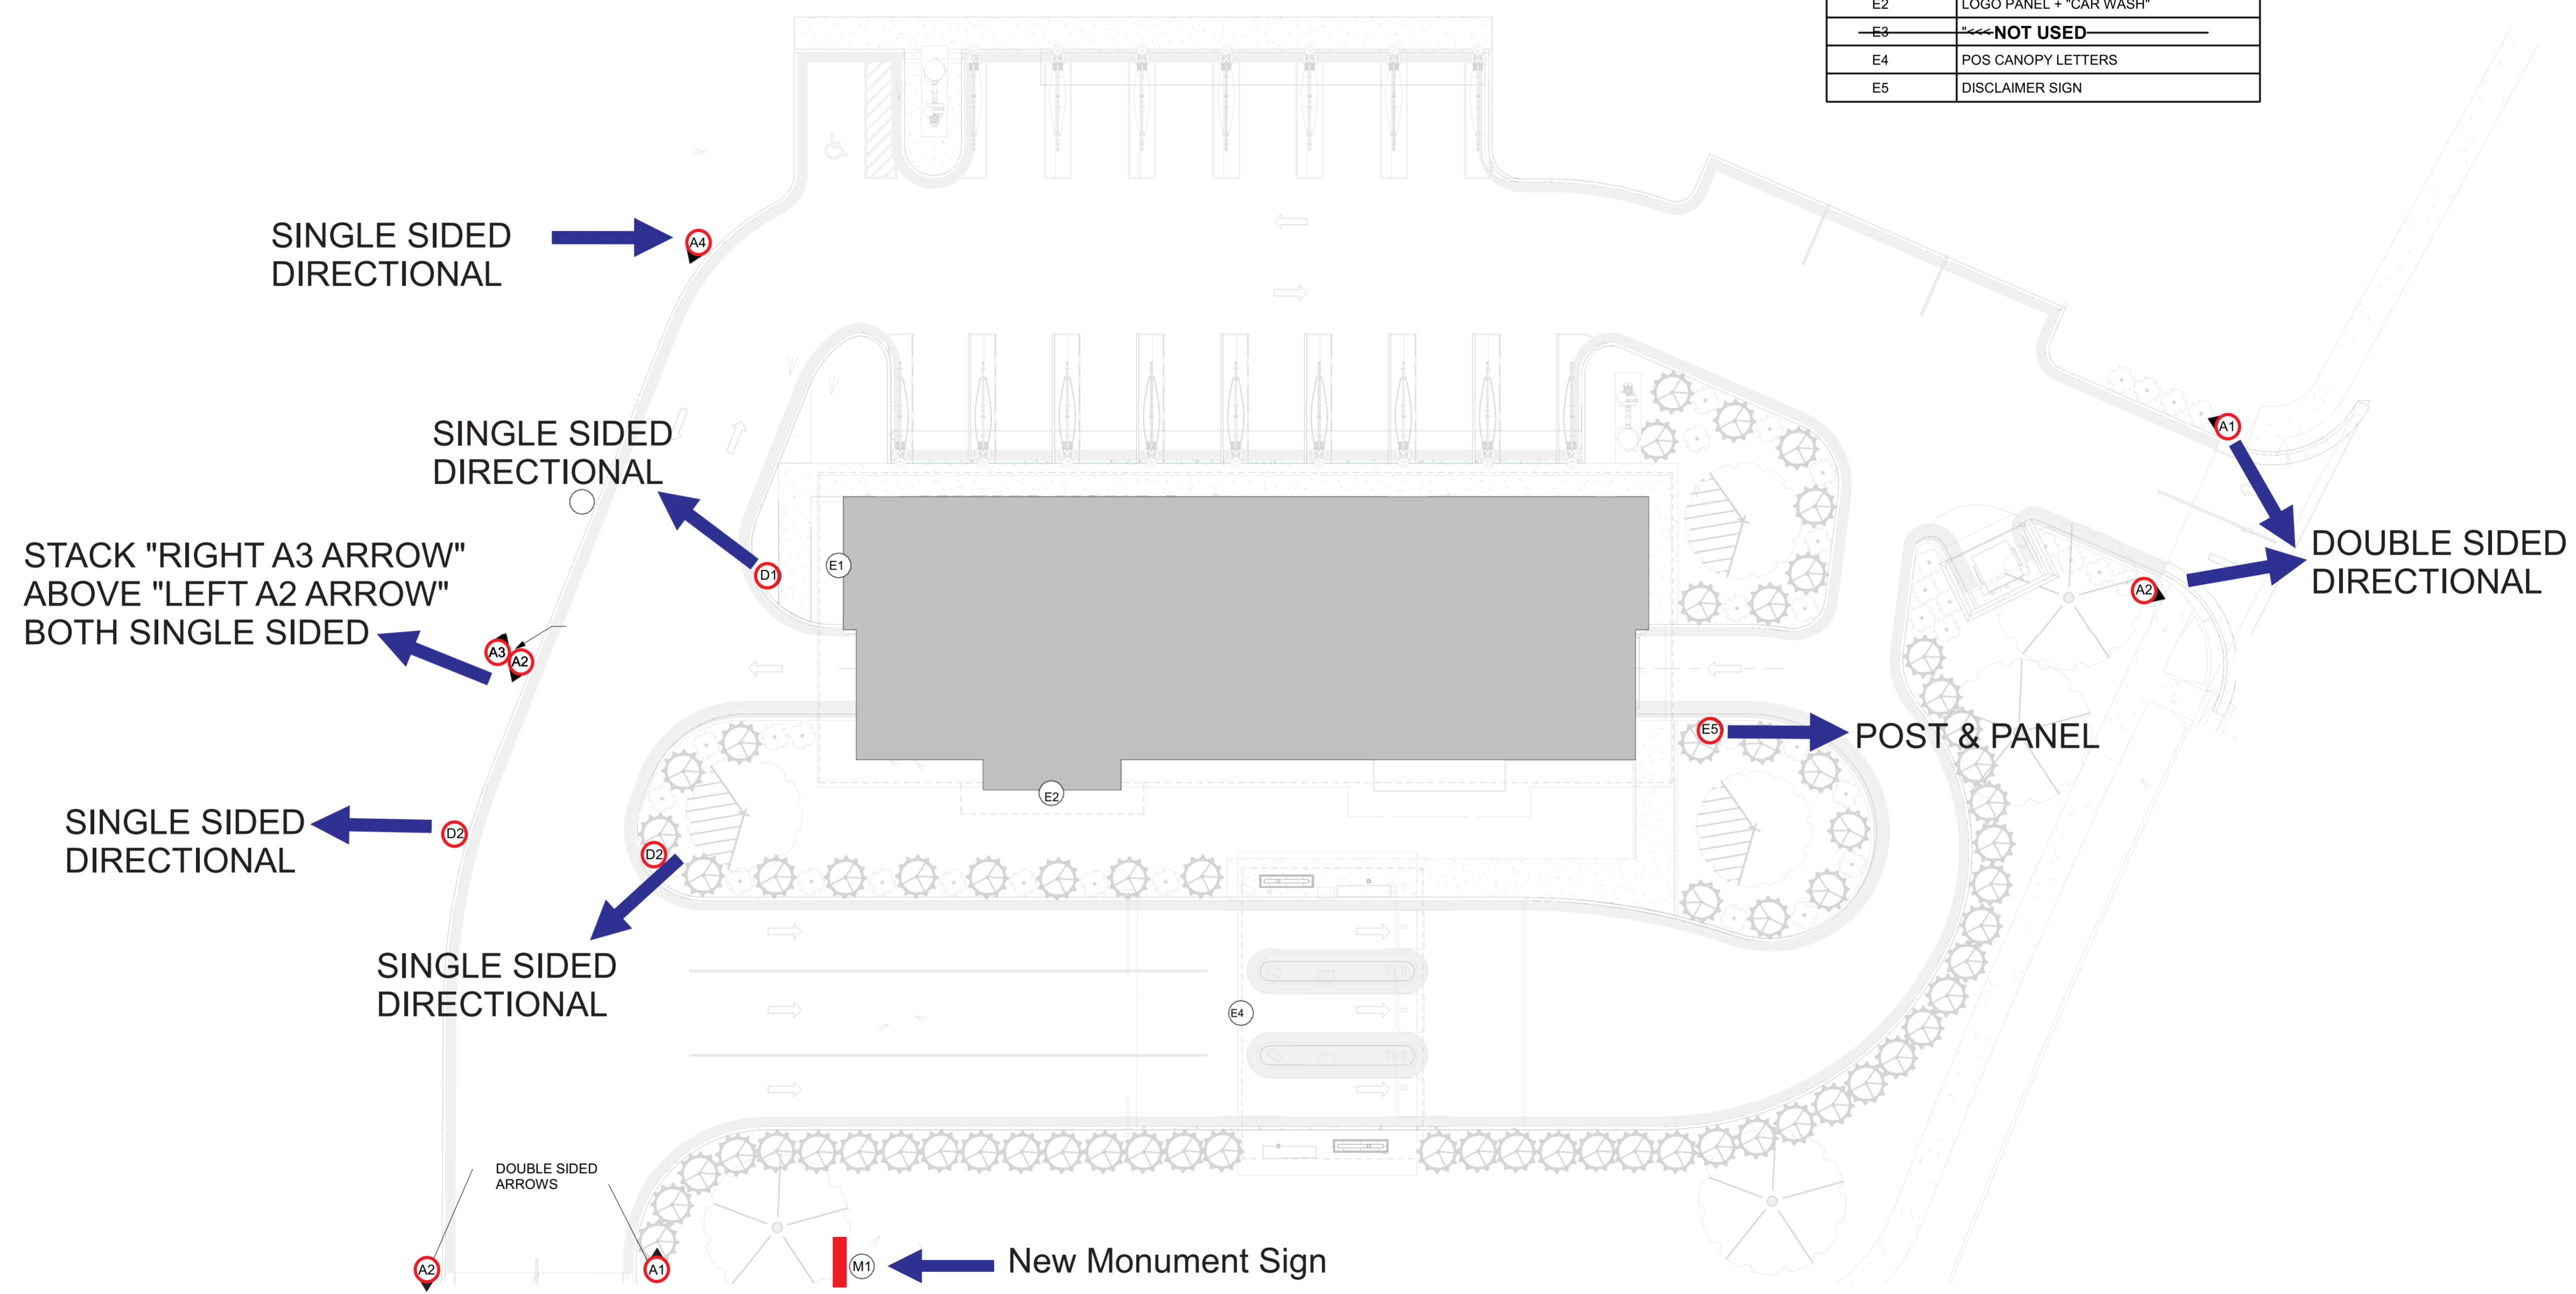 E2 LOGO PANEL + "CAR WASH"
E3 "<<< NOT USED
E4 POS CANOPY LETTERS
E5 DISCLAIMER SIGN
SINGLE SIDED
DIRECTIONAL
A4
SINGLE SIDED
DIRECTIONAL
A1
STACK "RIGHT A3 ARROW"
ABOVE "LEFT A2 ARROW"
BOTH SINGLE SIDED
D1
E1
DOUBLE SIDED
DIRECTIONAL
A2
A3
A2
E5
POST & PANEL
SINGLE SIDED
DIRECTIONAL
D2
E2
D2
SINGLE SIDED
DIRECTIONAL
E4
DOUBLE SIDED
ARROWS
A2
A1
M1
New Monument Sign